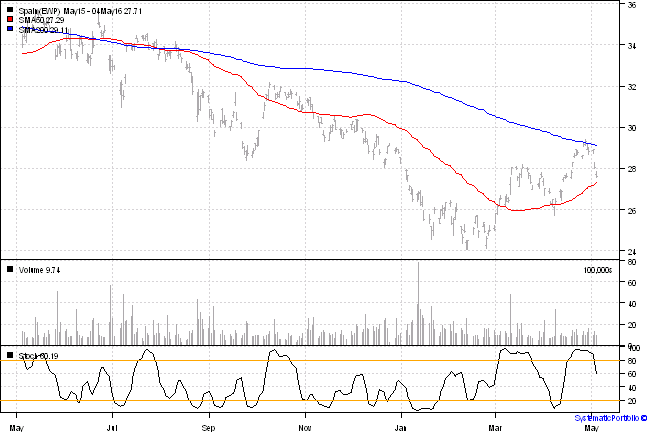 Spain(EWP) May15 - 04May16 27.71
SMA50,27.29
SMA200,29.11
36
34
32
30
28
26
24
Volume 9.74
100,000s
80
60
40
20
0
Stoch 60.19
100
80
60
40
20
May Jul Sep Nov Jan Mar May
SystematicPortfolio ©